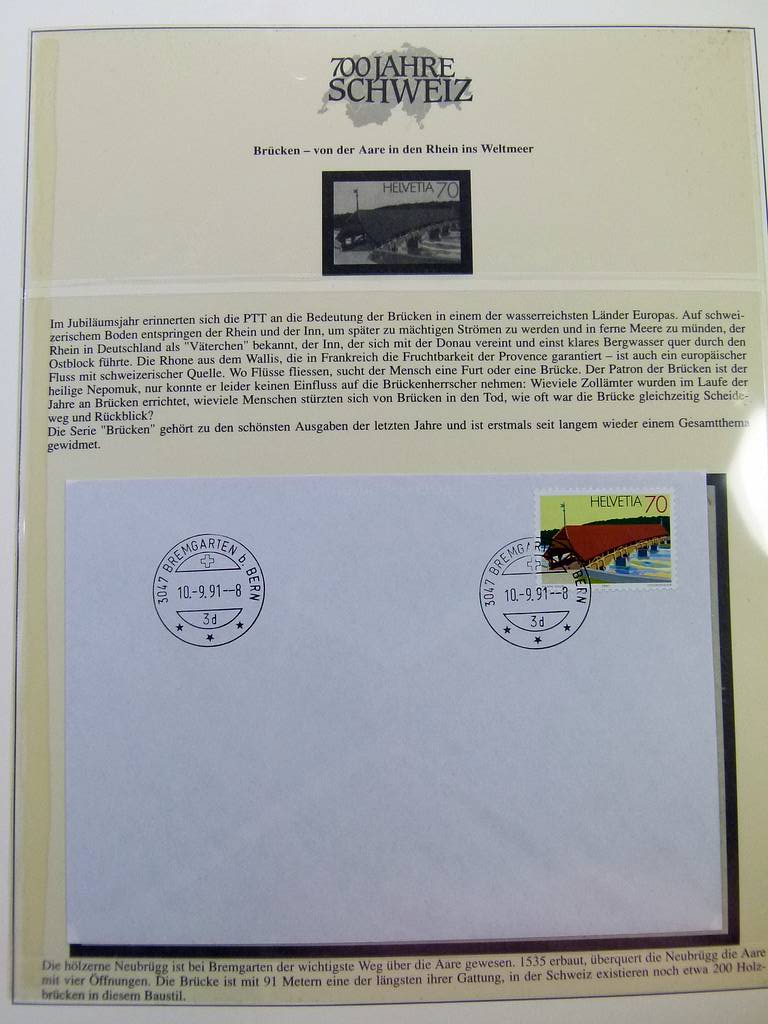 700 JAHRE
SCHWEIZ
Brücken – von der Aare in den Rhein ins Weltmeer
HELVETIA 70
Im Jubiläumsjahr erinnerten sich die PTT an die Bedeutung der Brücken in einem der wasserreichsten Länder Europas. Auf schwei-
zerischem Boden entspringen der Rhein und der Inn, um später zu mächtigen Strömen zu werden und in ferne Meere zu münden, der
Rhein in Deutschland als "Väterchen" bekannt, der Inn, der sich mit der Donau vereint und einst klares Bergwasser quer durch den
Ostblock führte. Die Rhone aus dem Wallis, die in Frankreich die Fruchtbarkeit der Provence garantiert – ist auch ein europäischer
Fluss mit schweizerischer Quelle. Wo Flüsse fliessen, sucht der Mensch eine Furt oder eine Brücke. Der Patron der Brücken ist der
heilige Nepomuk, nur konnte er leider keinen Einfluss auf die Brückenherrscher nehmen: Wieviele Zollämter wurden im Laufe der
Jahre an Brücken errichtet, wieviele Menschen stürzten sich von Brücken in den Tod, wie oft war die Brücke gleichzeitig Scheide-
weg und Rückblick?
Die Serie "Brücken" gehört zu den schönsten Ausgaben der letzten Jahre und ist erstmals seit langem wieder einem Gesamtthema
gewidmet.
HELVETIA 70
3047 BREMGARTEN b. BERN
10.-9.91--8
3d
3047 BREMGARTEN b. BERN
10.-9.91--8
3d
Die hölzerne Neubrügg ist bei Bremgarten der wichtigste Weg über die Aare gewesen. 1535 erbaut, überquert die Neubrügg die Aare
mit vier Öffnungen. Die Brücke ist mit 91 Metern eine der längsten ihrer Gattung, in der Schweiz existieren noch etwa 200 Holz-
brücken in diesem Baustil.